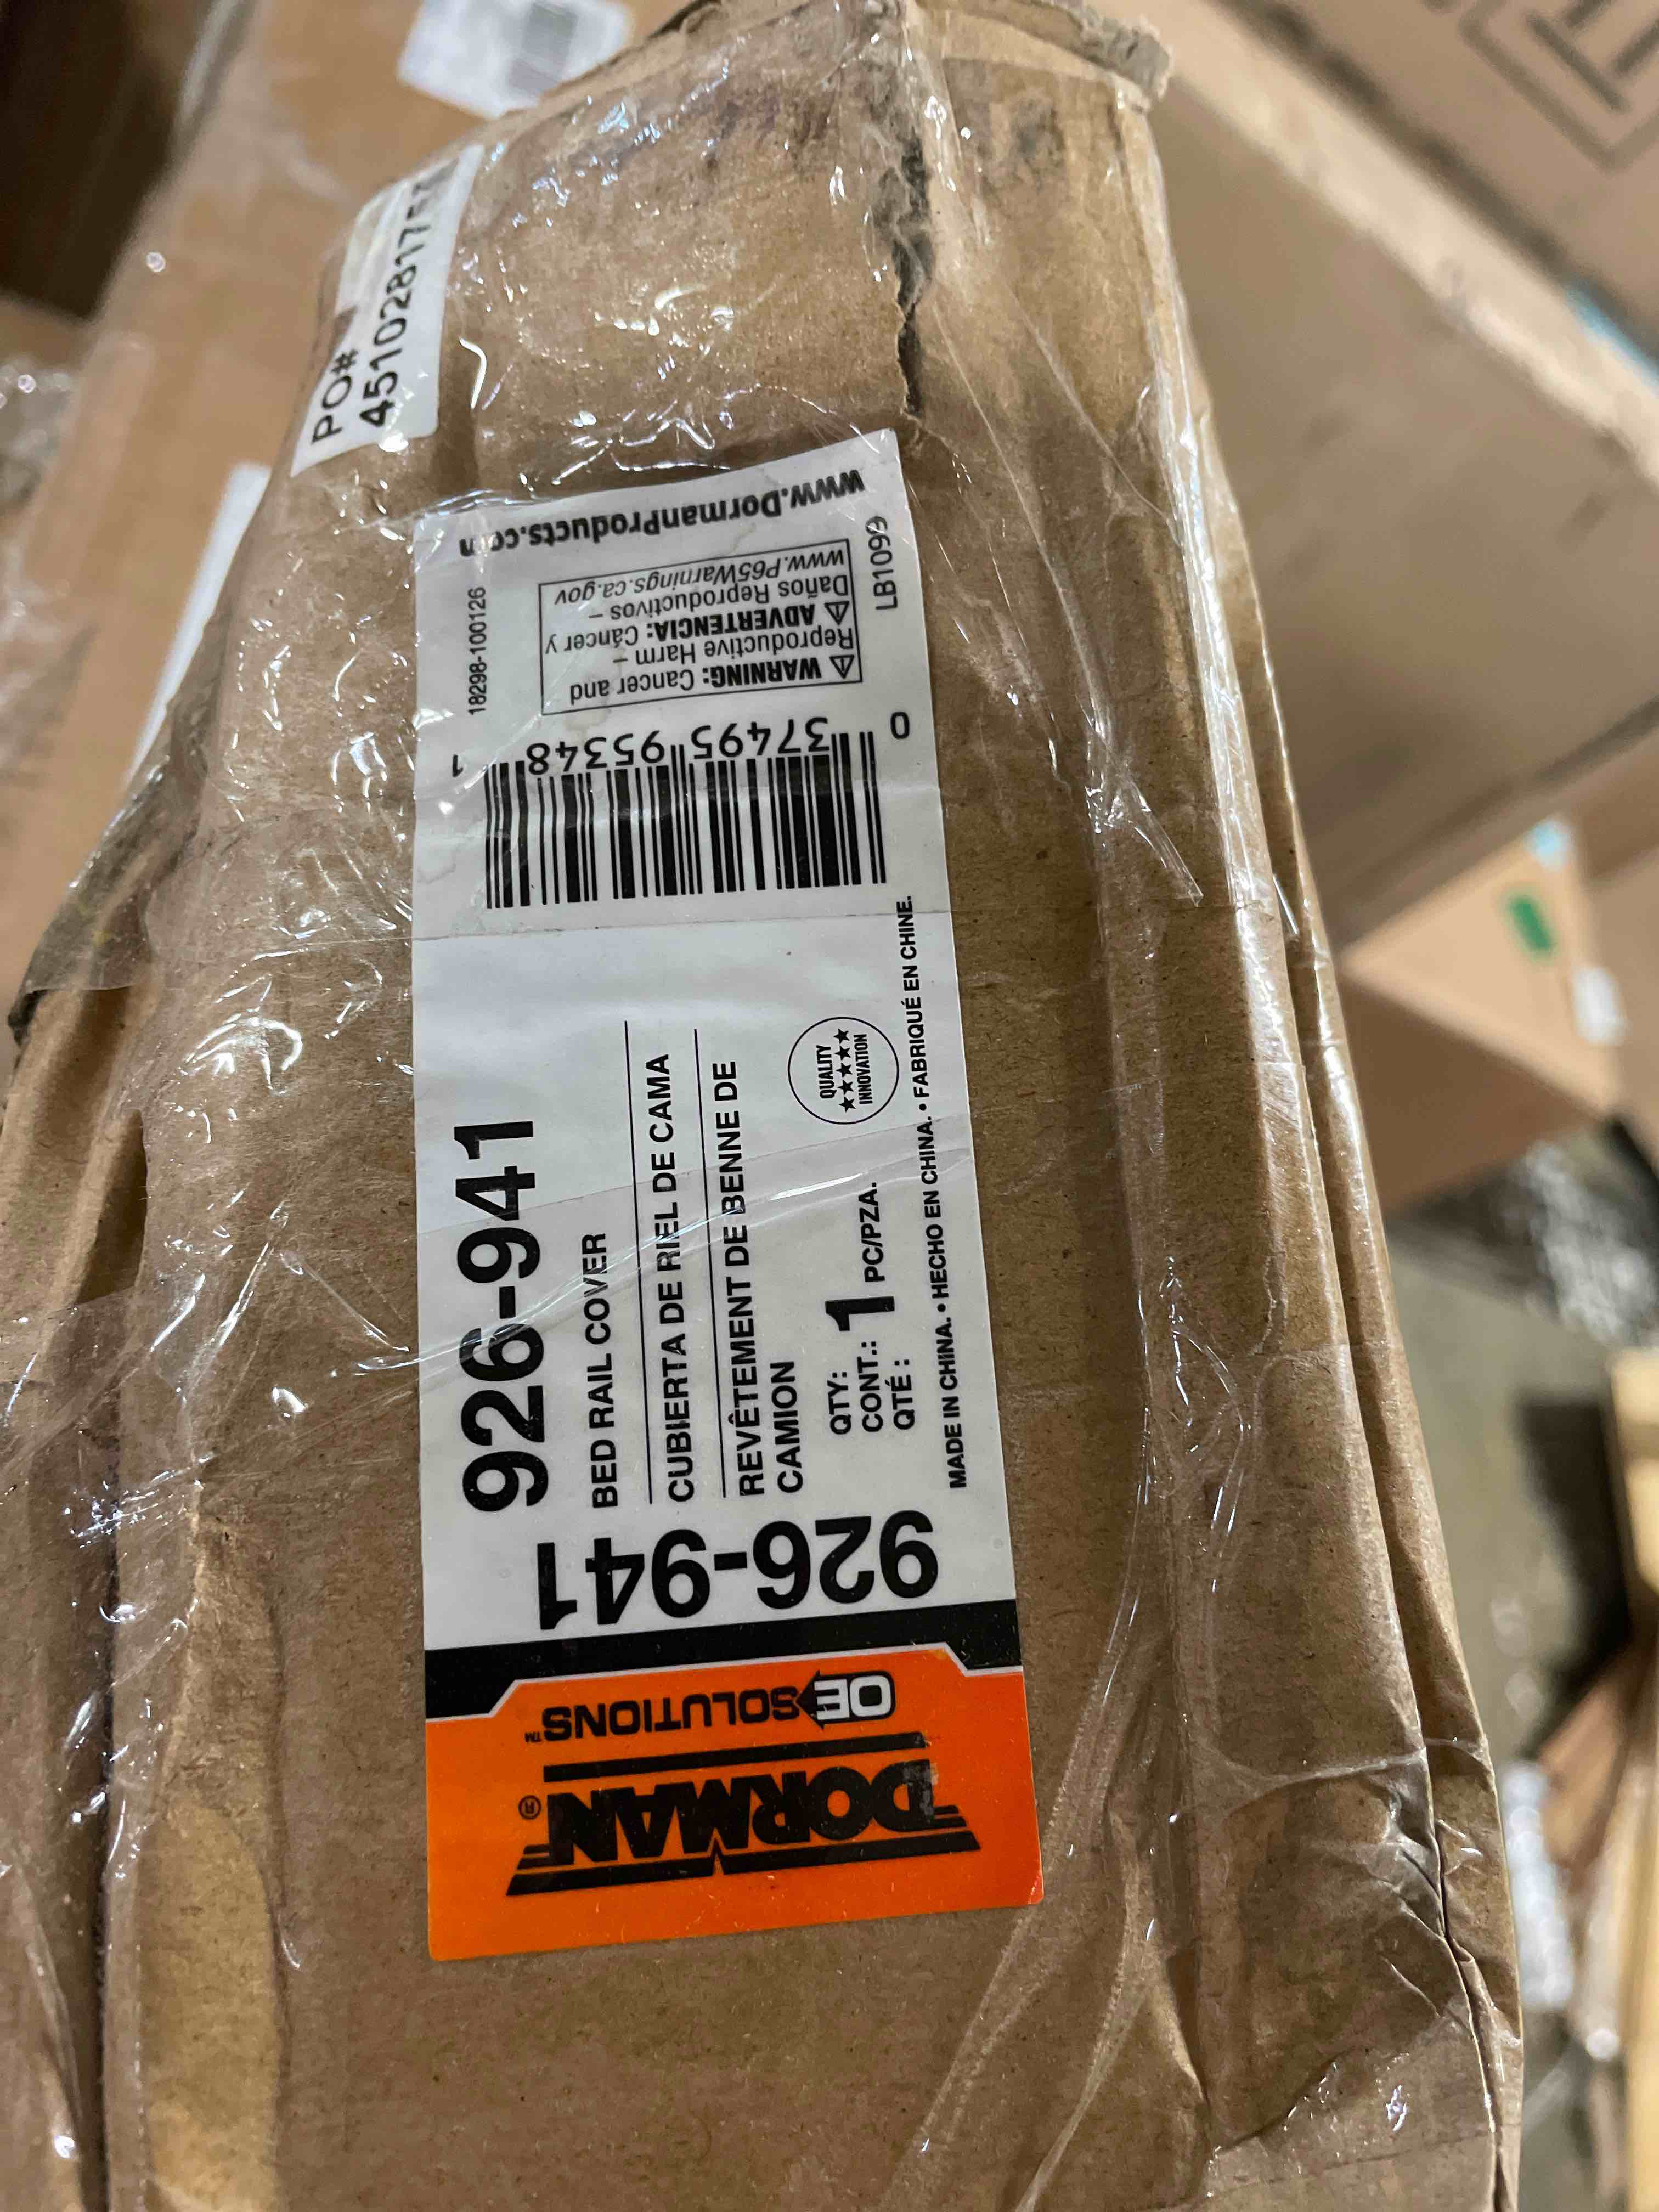 PO#
DORMAN®
OE SOLUTIONS™
926-941
926-941
BED RAIL COVER
CUBIERTA DE RIEL DE CAMA
REVÊTEMENT DE BENNE DE
CAMION
QTY:
CONT.: 1 PC/PZA.
QTÉ :
QUALITY
★★★★★
INNOVATION
MADE IN CHINA. • HECHO EN CHINA. • FABRIQUÉ EN CHINE.
0 37495 95348 1
⚠ WARNING: Cancer and
Reproductive Harm –
⚠ ADVERTENCIA: Cáncer y
Daños Reproductivos –
www.P65Warnings.ca.gov
18298-100126
LB1099
www.DormanProducts.com